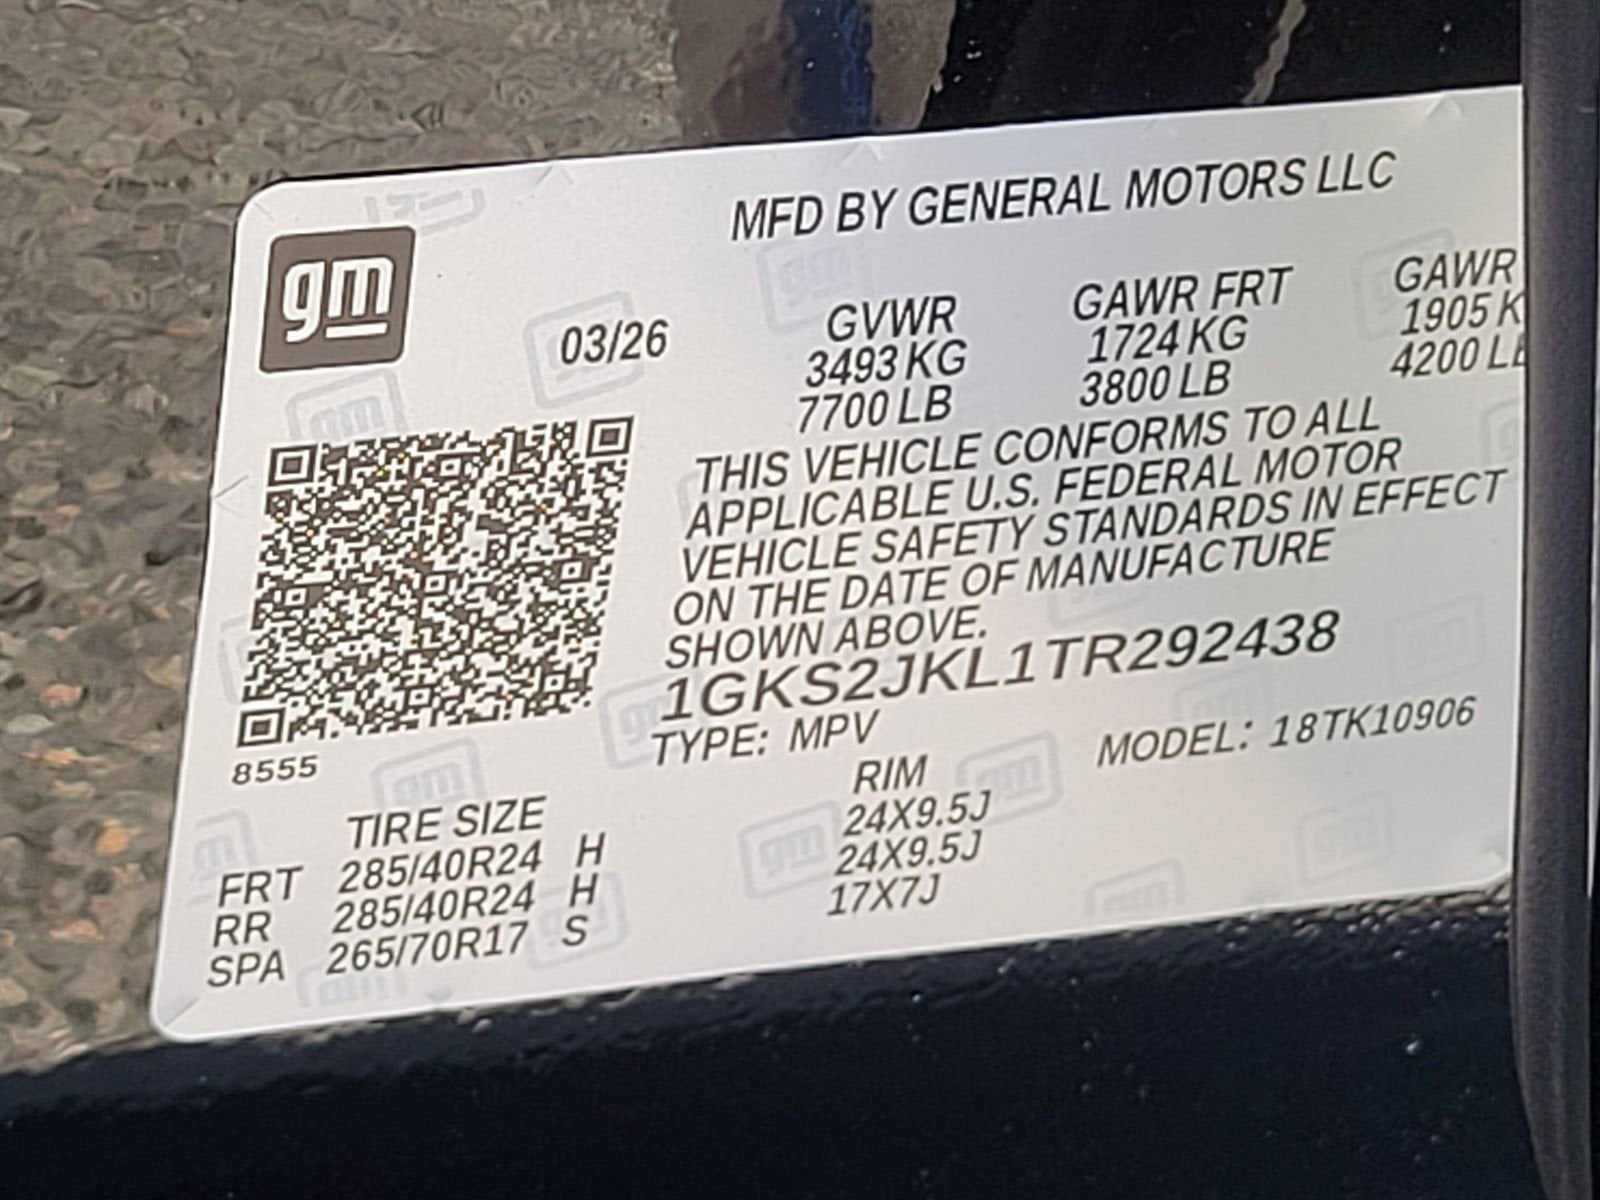 MFD BY GENERAL MOTORS LLC
gm
03/26
GVWR GAWR FRT GAWR
3493 KG 1724 KG 1905 K
7700 LB 3800 LB 4200 LB
THIS VEHICLE CONFORMS TO ALL
APPLICABLE U.S. FEDERAL MOTOR
VEHICLE SAFETY STANDARDS IN EFFECT
ON THE DATE OF MANUFACTURE
SHOWN ABOVE.
1GKS2JKL1TR292438
TYPE: MPV MODEL: 18TK10906
8555
TIRE SIZE RIM
FRT 285/40R24 H 24X9.5J
RR 285/40R24 H 24X9.5J
SPA 265/70R17 S 17X7J